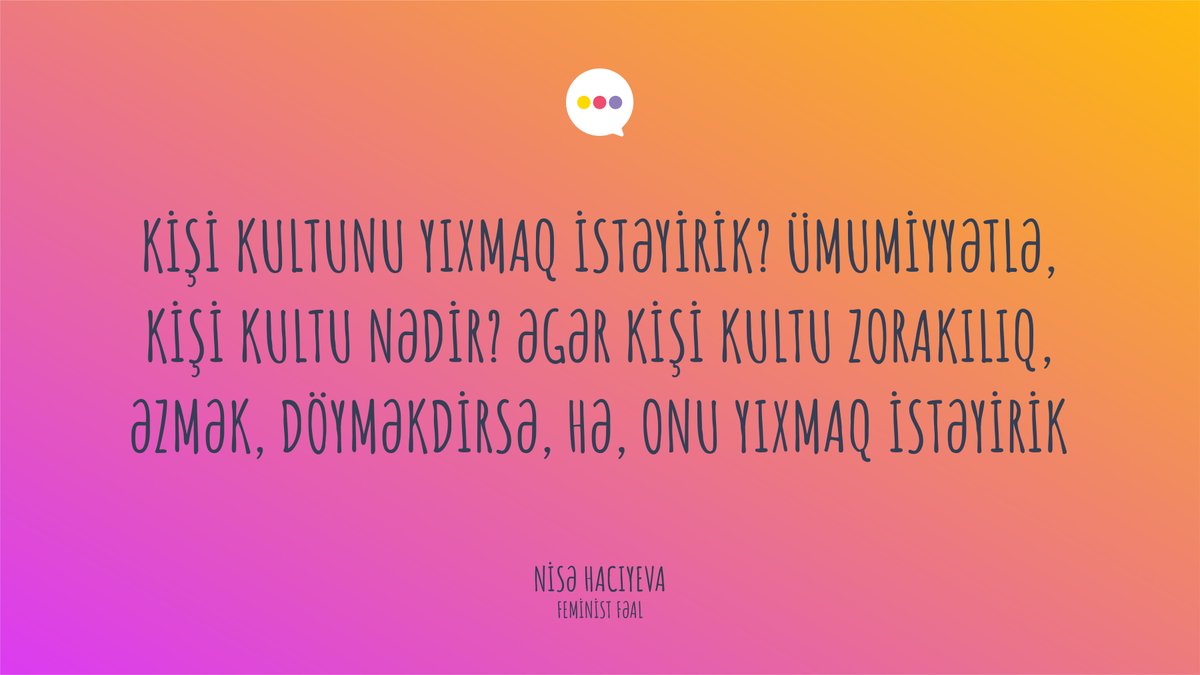 KİŞİ KULTUNU YIXMAQ İSTƏYİRİK? ÜMUMİYYƏTLƏ,
KİŞİ KULTU NƏDİR? ƏGƏR KİŞİ KULTU ZORAKILIQ,
ƏZMƏK, DÖYMƏKDİRSƏ, HƏ, ONU YIXMAQ İSTƏYİRİK
NİSƏ HACIYEVA
FEMİNİST FƏAL